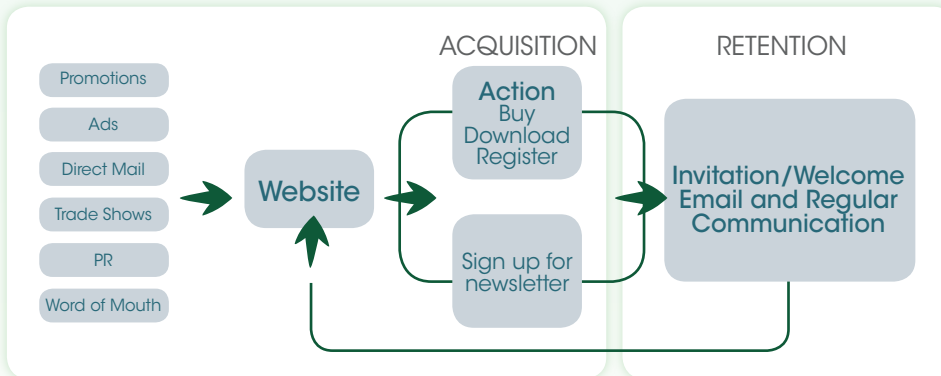 ACQUISITION
RETENTION
Promotions
Ads
Direct Mail
Trade Shows
PR
Word of Mouth
Website
Action
Buy
Download
Register
Sign up for
newsletter
Invitation/Welcome
Email and Regular
Communication